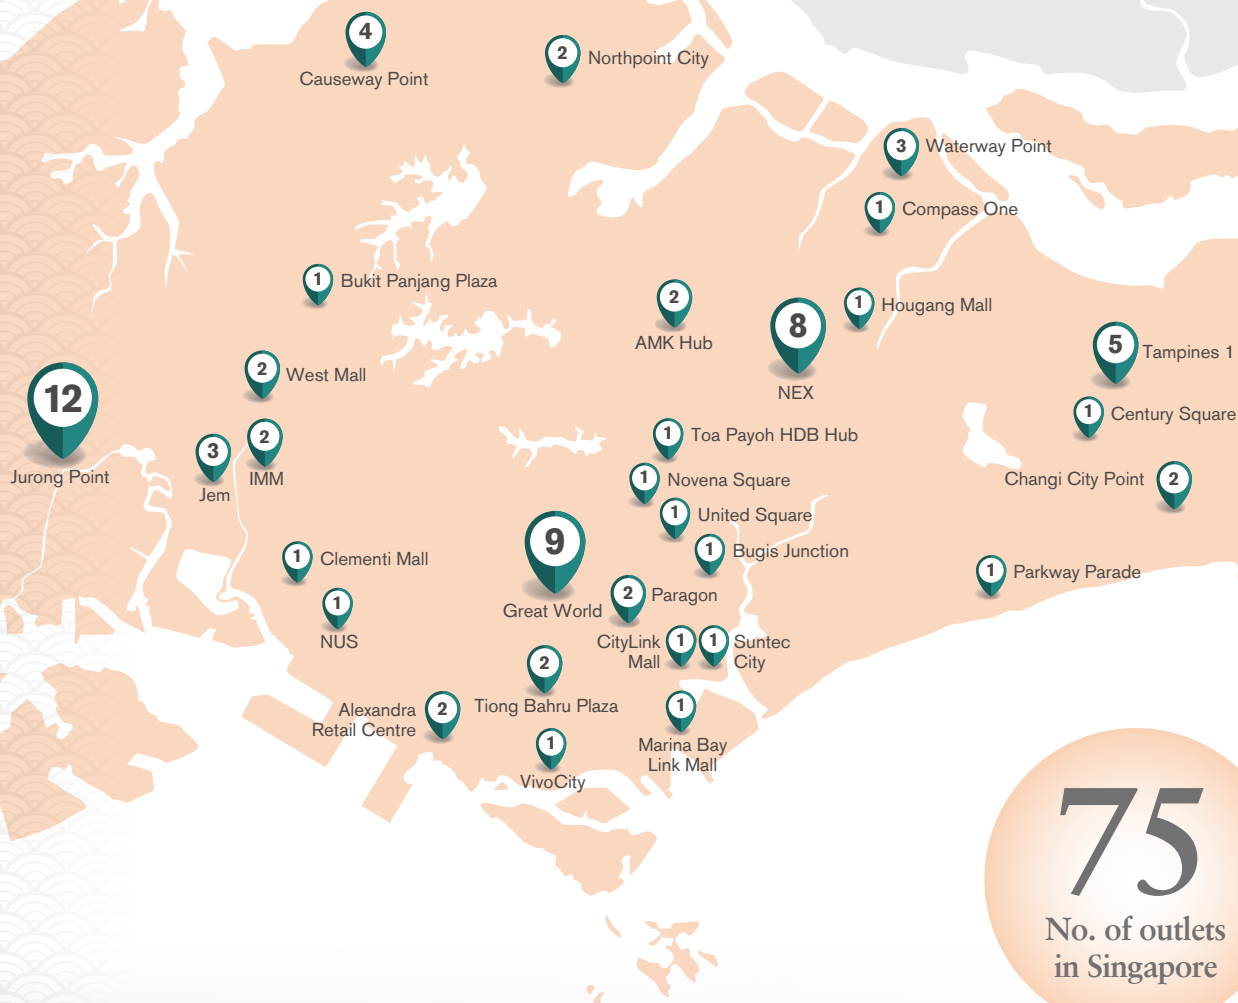 4
Causeway Point
2
Northpoint City
3
Waterway Point
1
Compass One
1
Bukit Panjang Plaza
2
AMK Hub
8
NEX
1
Hougang Mall
5
Tampines 1
12
Jurong Point
2
West Mall
1
Century Square
3
Jem
2
IMM
1
Toa Payoh HDB Hub
1
Novena Square
2
Changi City Point
1
United Square
9
Great World
1
Bugis Junction
1
Clementi Mall
1
NUS
2
Paragon
1
Parkway Parade
CityLink
Mall
1
1
Suntec
City
2
Tiong Bahru Plaza
Alexandra
Retail Centre
2
1
Marina Bay
Link Mall
1
VivoCity
75
No. of outlets
in Singapore